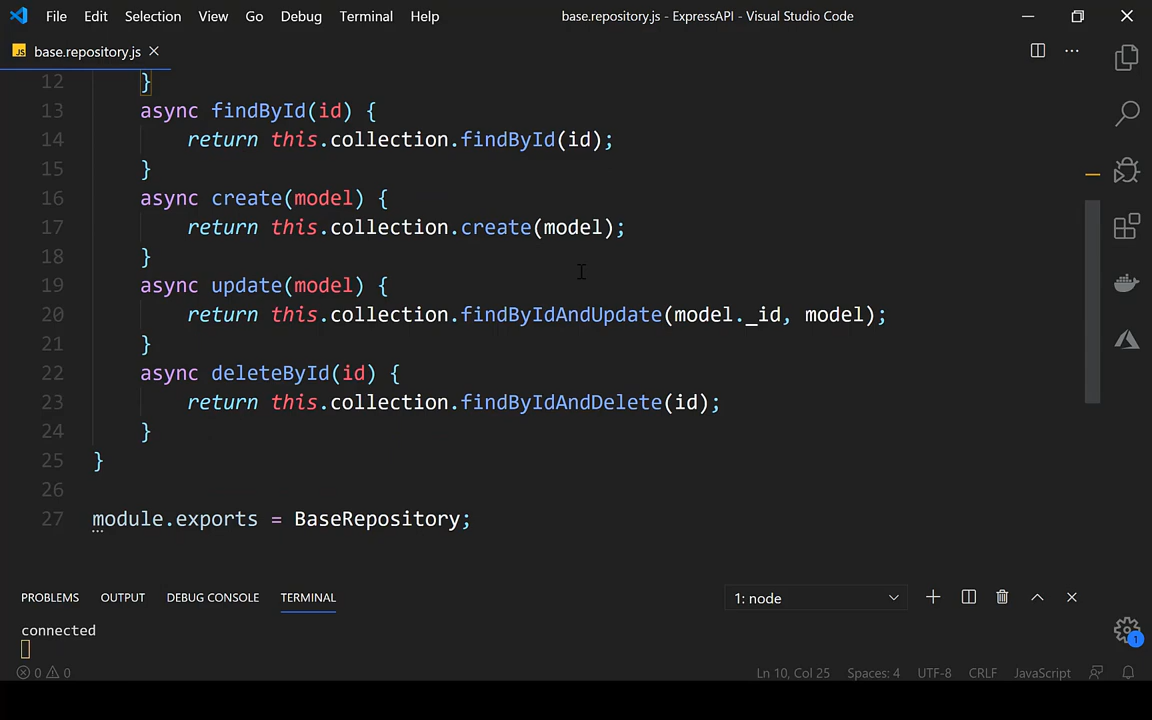 File Edit Selection View Go Debug Terminal Help base.repository.js - ExpressAPI - Visual Studio Code
JS base.repository.js
12 }
13 async findById(id) {
14 return this.collection.findById(id);
15 }
16 async create(model) {
17 return this.collection.create(model);
18 }
19 async update(model) {
20 return this.collection.findByIdAndUpdate(model._id, model);
21 }
22 async deleteById(id) {
23 return this.collection.findByIdAndDelete(id);
24 }
25 }
26
27 module.exports = BaseRepository;
PROBLEMS OUTPUT DEBUG CONSOLE TERMINAL 1: node
connected
1
0 0 Ln 10, Col 25 Spaces: 4 UTF-8 CRLF JavaScript